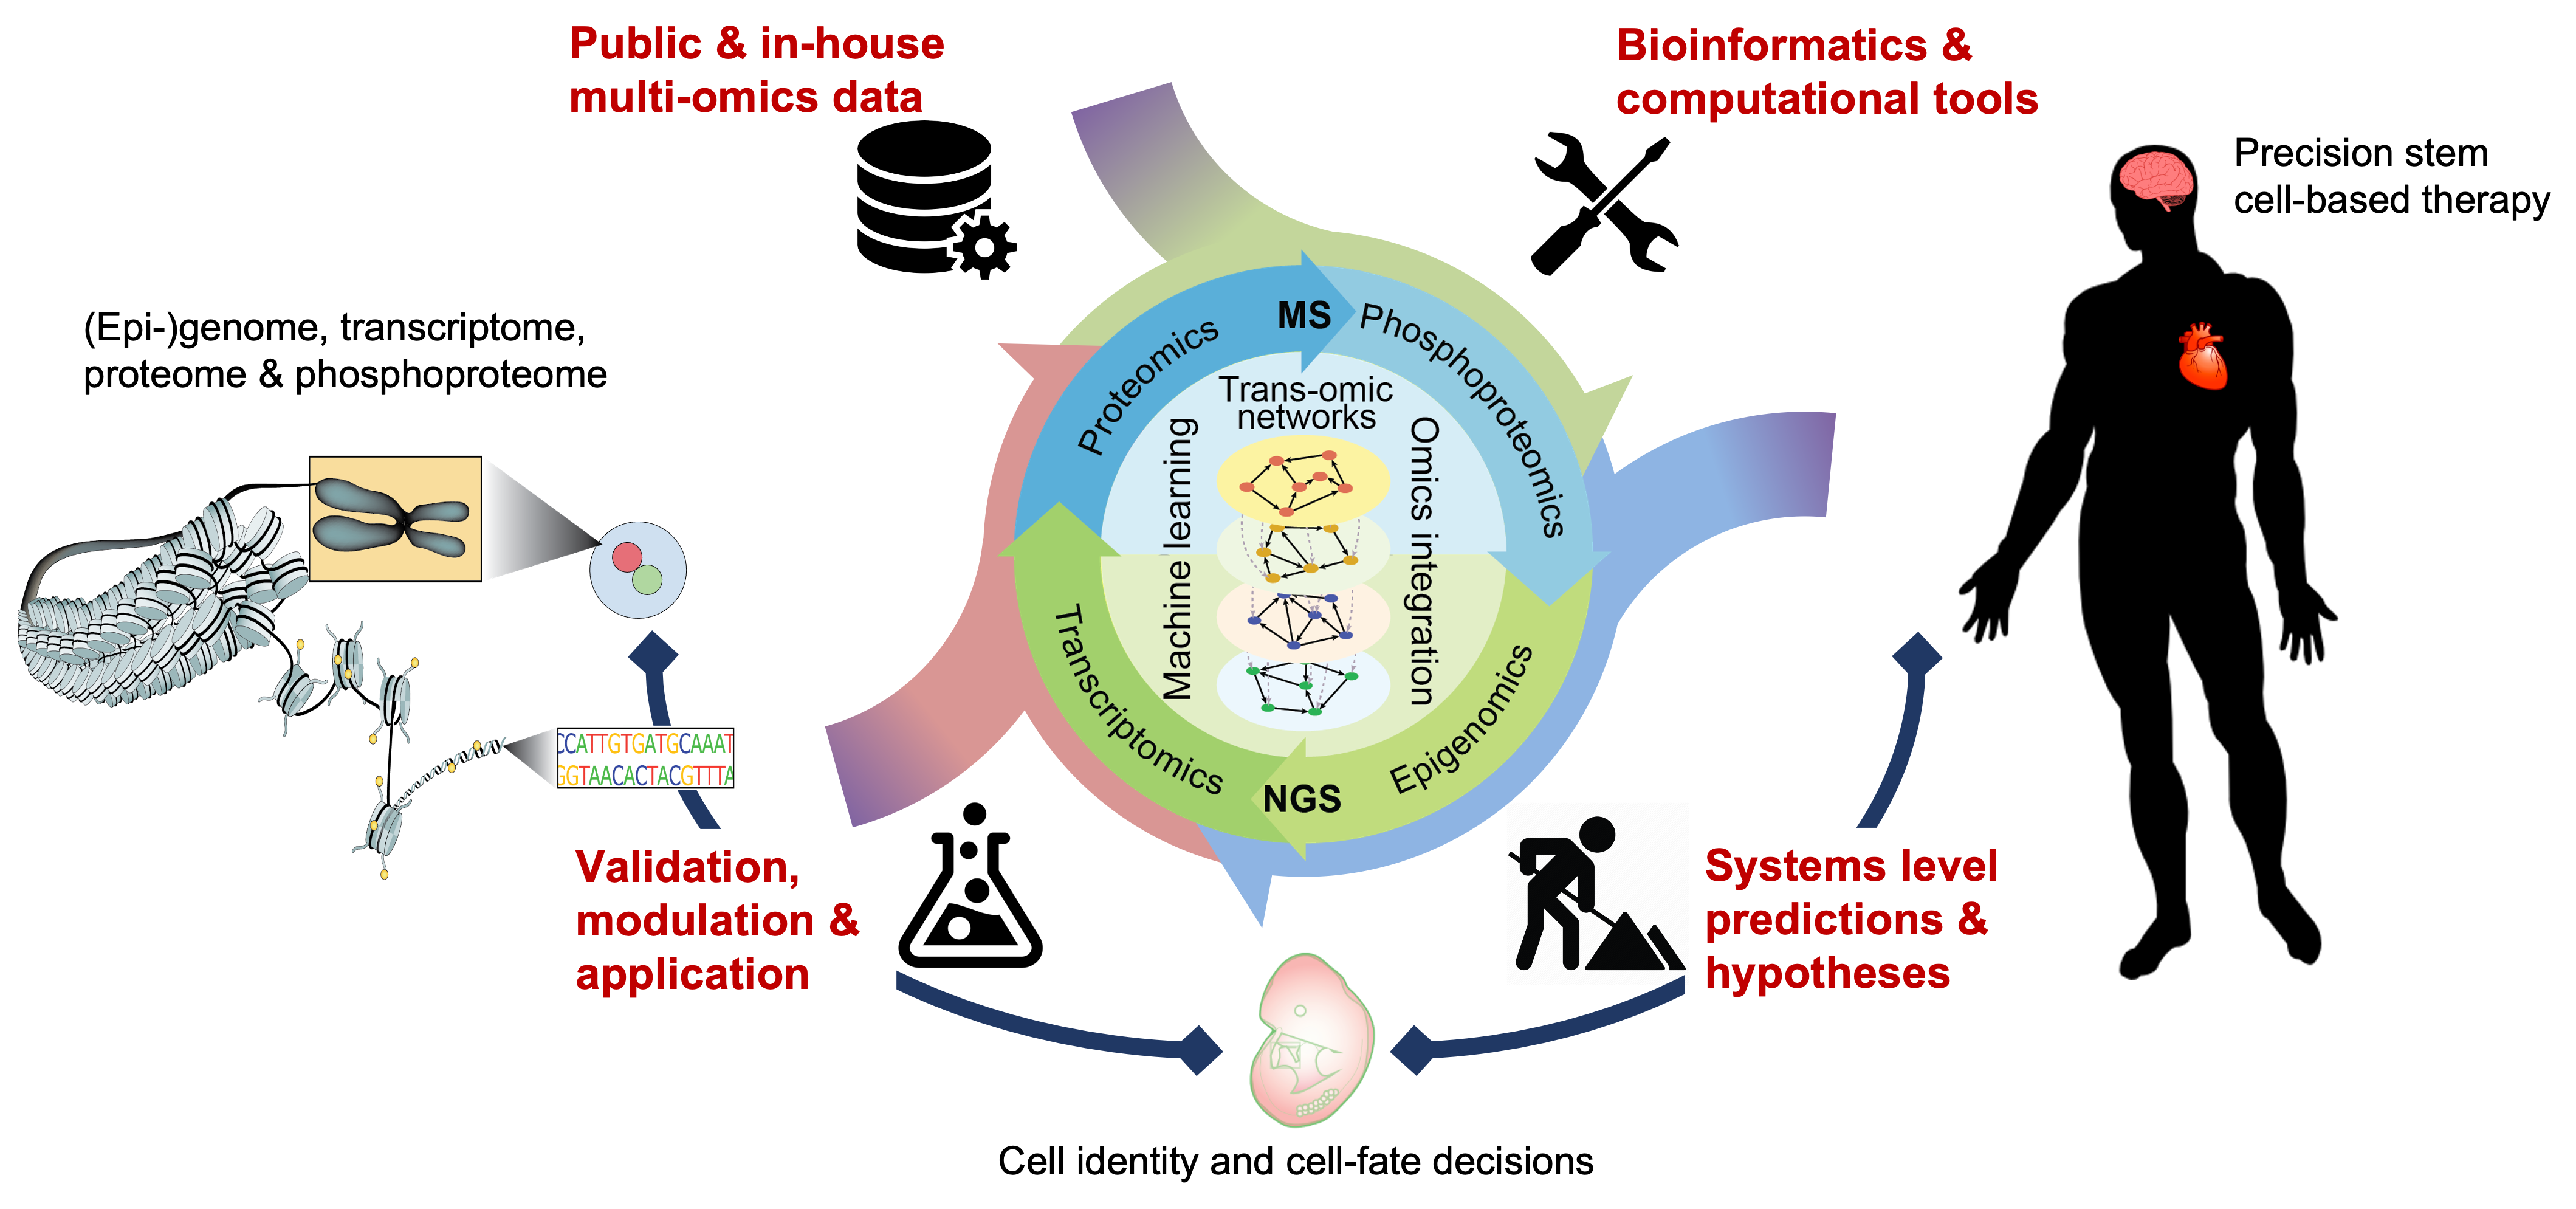 Public & in-house
multi-omics data
Bioinformatics &
computational tools
Precision stem
cell-based therapy
(Epi-)genome, transcriptome,
proteome & phosphoproteome
MS
Proteomics
Phosphoproteomics
Trans-omic
networks
Machine learning
Omics integration
Transcriptomics
Epigenomics
NGS
CCATTGTGATGCAAAT
GGTAACACTACGTTTA
Validation,
modulation &
application
Systems level
predictions &
hypotheses
Cell identity and cell-fate decisions